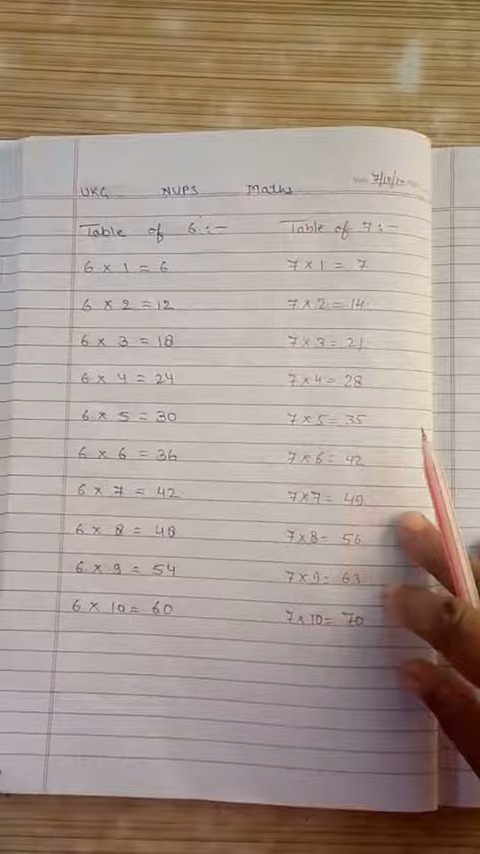 UKG NUPS Maths 7/10/20
Table of 6 :-
6 x 1 = 6
6 x 2 = 12
6 x 3 = 18
6 x 4 = 24
6 x 5 = 30
6 x 6 = 36
6 x 7 = 42
6 x 8 = 48
6 x 9 = 54
6 x 10 = 60
Table of 7 :-
7 x 1 = 7
7 x 2 = 14
7 x 3 = 21
7 x 4 = 28
7 x 5 = 35
7 x 6 = 42
7 x 7 = 49
7 x 8 = 56
7 x 9 - 63
7 x 10 = 70